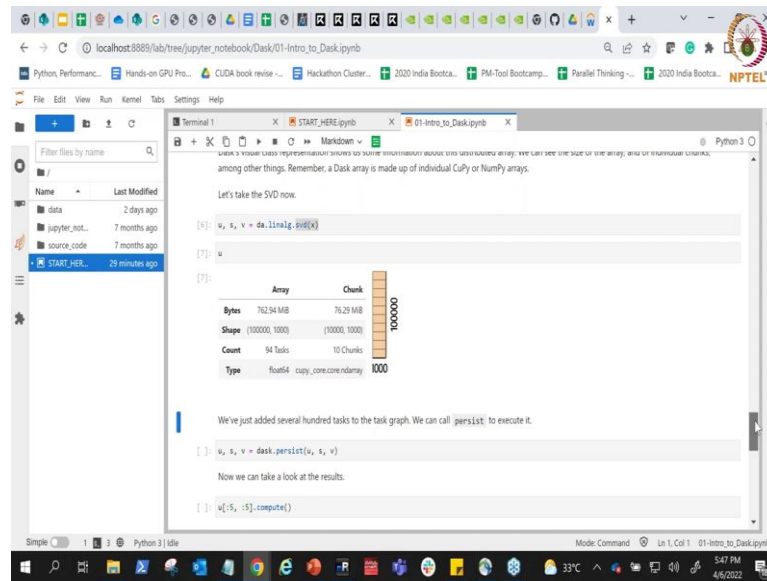 localhost:8889/lab/tree/jupyter_notebook/Dask/01-Intro_to_Dask.ipynb
Python, Performanc... Hands-on GPU Pro... CUDA book revise -... Hackathon Cluster... 2020 India Bootca... PM-Tool Bootcamp... Parallel Thinking -... 2020 India Bootca...
NPTEL
File Edit View Run Kernel Tabs Settings Help
Terminal 1 START_HERE.ipynb 01-Intro_to_Dask.ipynb
Markdown Python 3
Filter files by name
/
Name Last Modified
data 2 days ago
jupyter_not... 7 months ago
source_code 7 months ago
START_HER... 29 minutes ago
Dask's visual class representation shows us some information about this distributed array. We can see the size of the array, and of individual chunks,
among other things. Remember, a Dask array is made up of individual CuPy or NumPy arrays.
Let's take the SVD now.
[6]: u, s, v = da.linalg.svd(x)
[7]: u
[7]:
Array Chunk
Bytes 762.94 MiB 76.29 MiB
Shape (100000, 1000) (10000, 1000)
Count 94 Tasks 10 Chunks
Type float64 cupy._core.core.ndarray
100000
1000
We've just added several hundred tasks to the task graph. We can call persist to execute it.
[ ]: u, s, v = dask.persist(u, s, v)
Now we can take a look at the results.
[ ]: u[:5, :5].compute()
Simple 1 3 Python 3 | Idle Mode: Command Ln 1, Col 1 01-Intro_to_Dask.ipyn
33°C 5:47 PM
4/6/2022